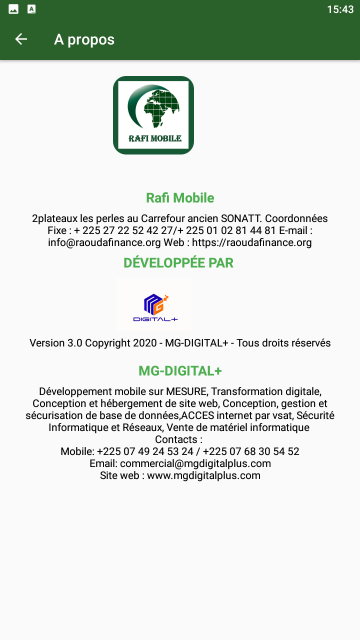 15:43
A propos
RAFI MOBILE
Rafi Mobile
2plateaux les perles au Carrefour ancien SONATT. Coordonnées
Fixe : + 225 27 22 52 42 27/+ 225 01 02 81 44 81 E-mail :
info@raoudafinance.org Web : https://raoudafinance.org
DÉVELOPPÉE PAR
DIGITAL+
Version 3.0 Copyright 2020 - MG-DIGITAL+ - Tous droits réservés
MG-DIGITAL+
Développement mobile sur MESURE, Transformation digitale,
Conception et hébergement de site web, Conception, gestion et
sécurisation de base de données,ACCES internet par vsat, Sécurité
Informatique et Réseaux, Vente de matériel informatique
Contacts :
Mobile: +225 07 49 24 53 24 / +225 07 68 30 54 52
Email: commercial@mgdigitalplus.com
Site web : www.mgdigitalplus.com